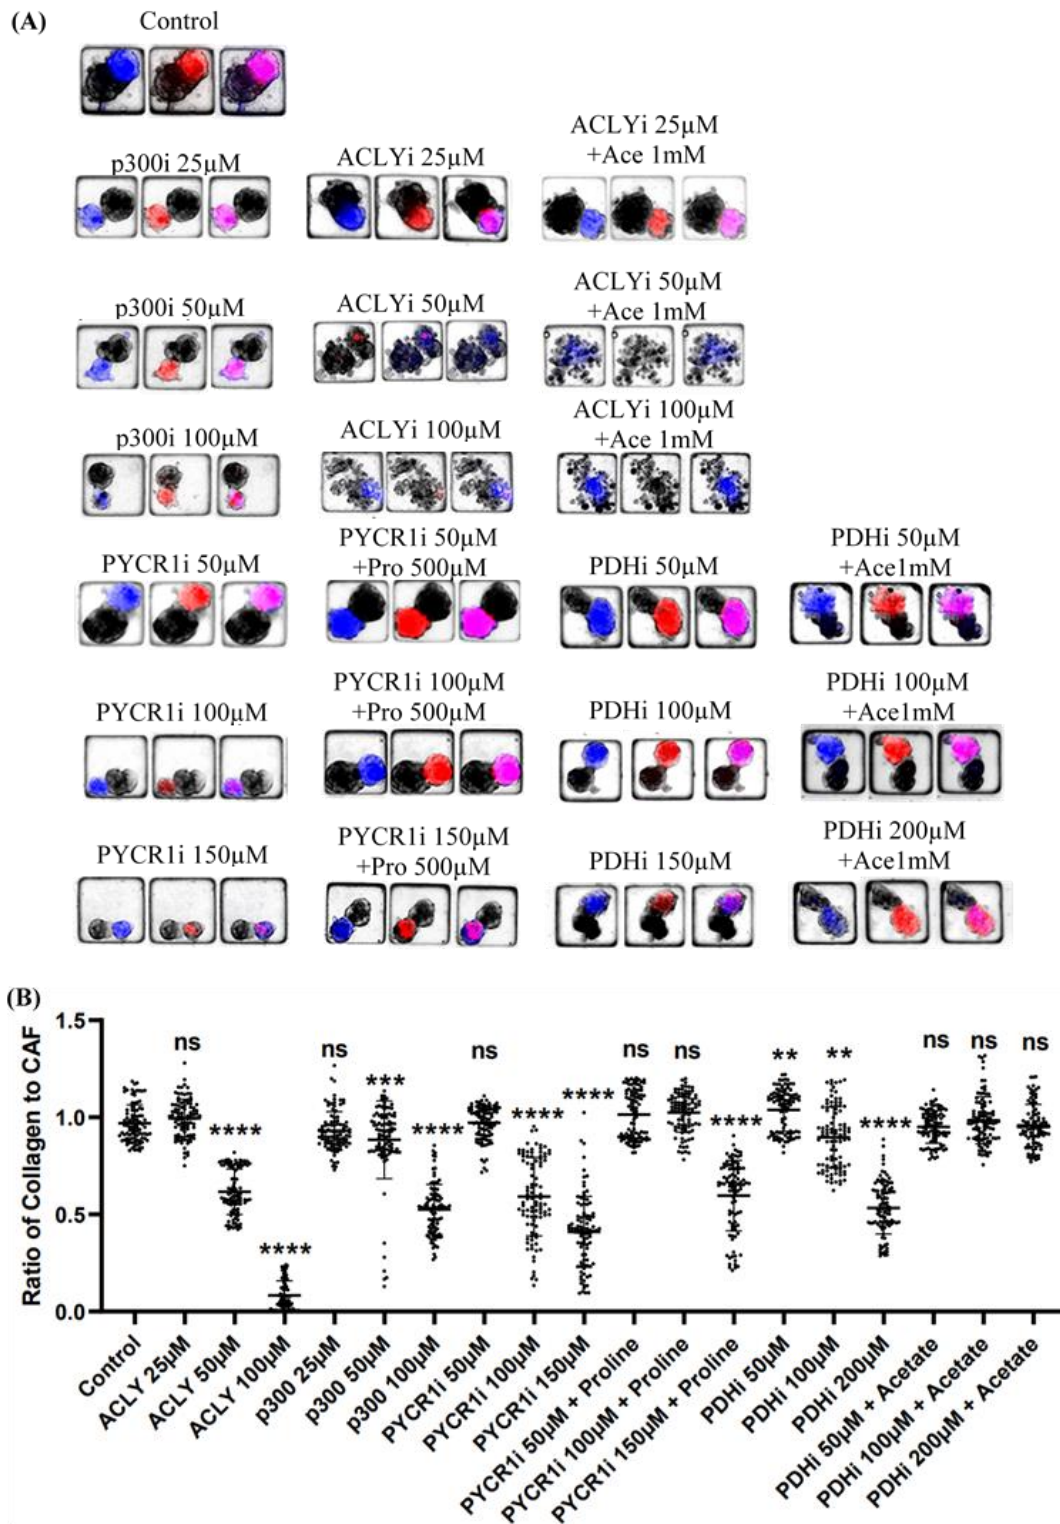 (A)
Control
p300i 25µM
ACLYi 25µM
ACLYi 25µM
+Ace 1mM
p300i 50µM
ACLYi 50µM
ACLYi 50µM
+Ace 1mM
p300i 100µM
ACLYi 100µM
ACLYi 100µM
+Ace 1mM
PYCR1i 50µM
PYCR1i 50µM
+Pro 500µM
PDHi 50µM
PDHi 50µM
+Ace1mM
PYCR1i 100µM
PYCR1i 100µM
+Pro 500µM
PDHi 100µM
PDHi 100µM
+Ace1mM
PYCR1i 150µM
PYCR1i 150µM
+Pro 500µM
PDHi 150µM
PDHi 200µM
+Ace1mM
(B)
Ratio of Collagen to CAF
1.5
1.0
0.5
0.0
ns
****
****
ns
***
****
ns
****
****
ns
ns
****
**
**
****
ns
ns
ns
Control
ACLY 25µM
ACLY 50µM
ACLY 100µM
p300 25µM
p300 50µM
p300 100µM
PYCR1i 50µM
PYCR1i 100µM
PYCR1i 150µM
PYCR1i 50µM + Proline
PYCR1i 100µM + Proline
PYCR1i 150µM + Proline
PDHi 50µM
PDHi 100µM
PDHi 200µM
PDHi 50µM + Acetate
PDHi 100µM + Acetate
PDHi 200µM + Acetate